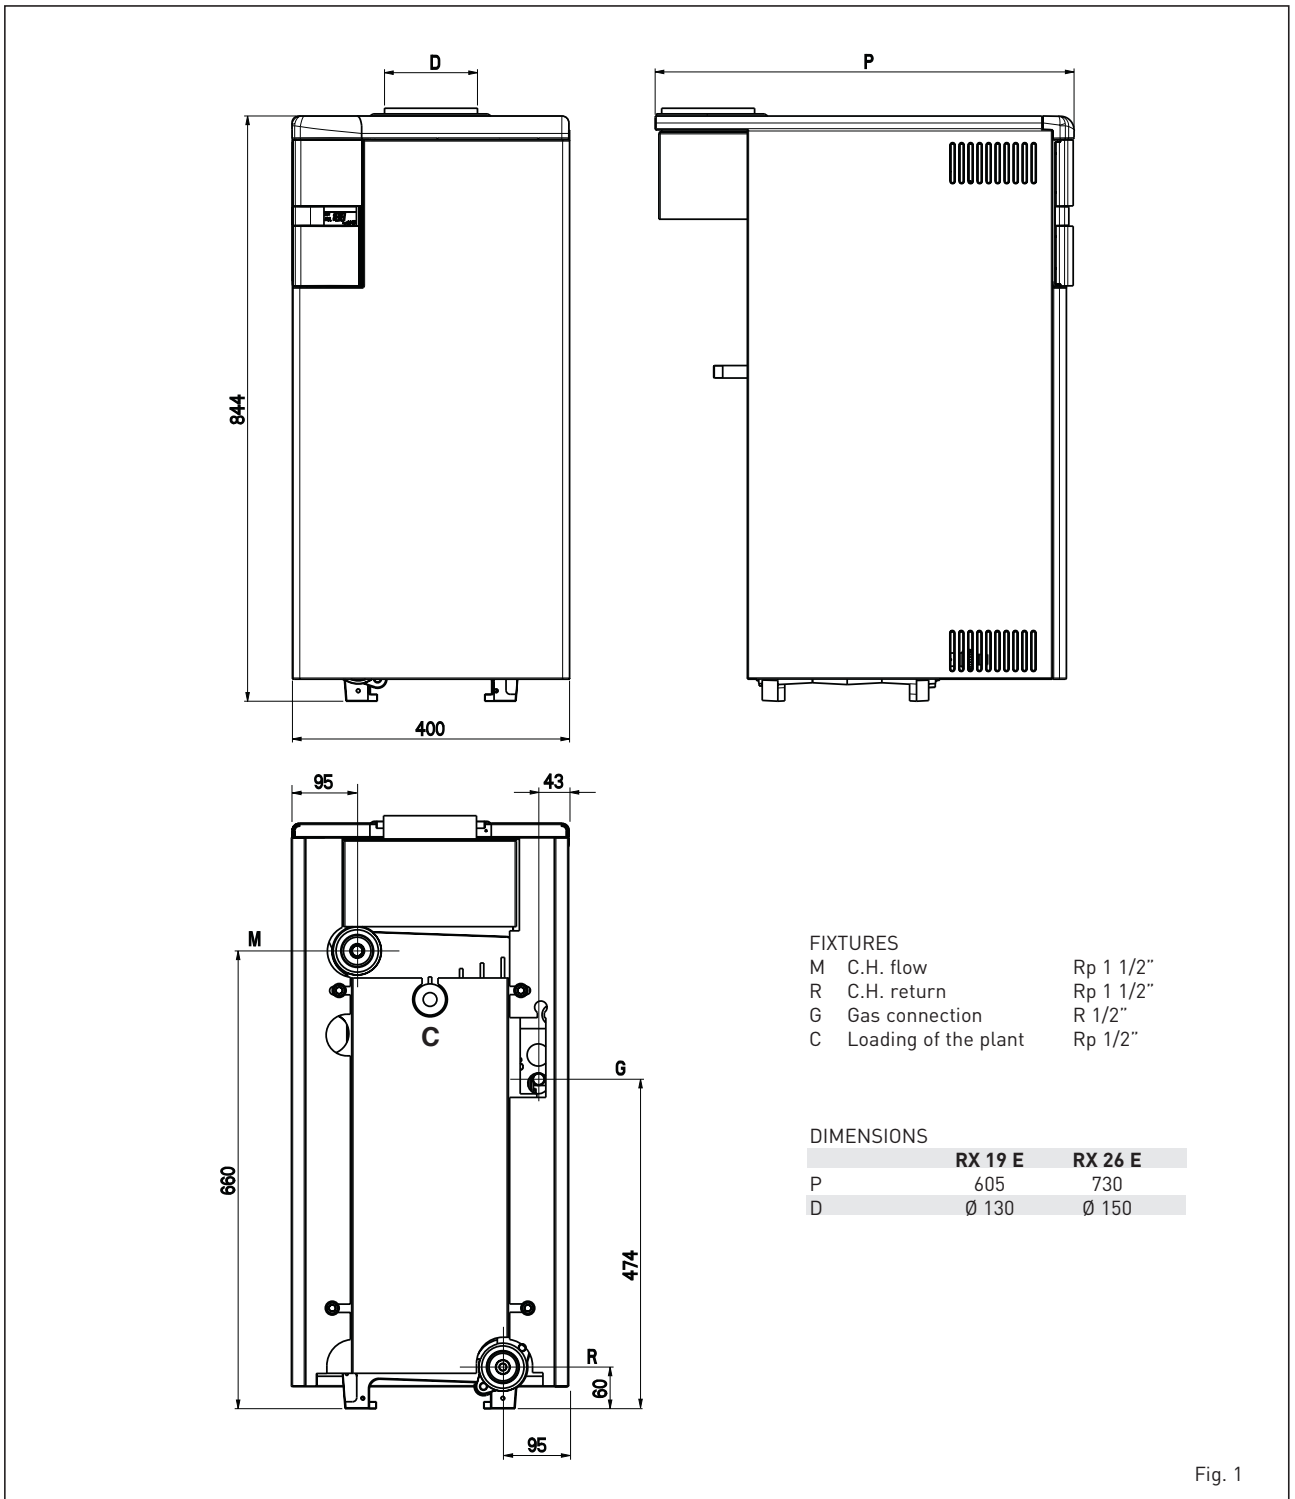 D
P
844
400
95
43
M
C
G
660
474
R
60
95
FIXTURES
M C.H. flow Rp 1 1/2”
R C.H. return Rp 1 1/2”
G Gas connection R 1/2”
C Loading of the plant Rp 1/2”
DIMENSIONS
RX 19 E RX 26 E
P 605 730
D Ø 130 Ø 150
Fig. 1